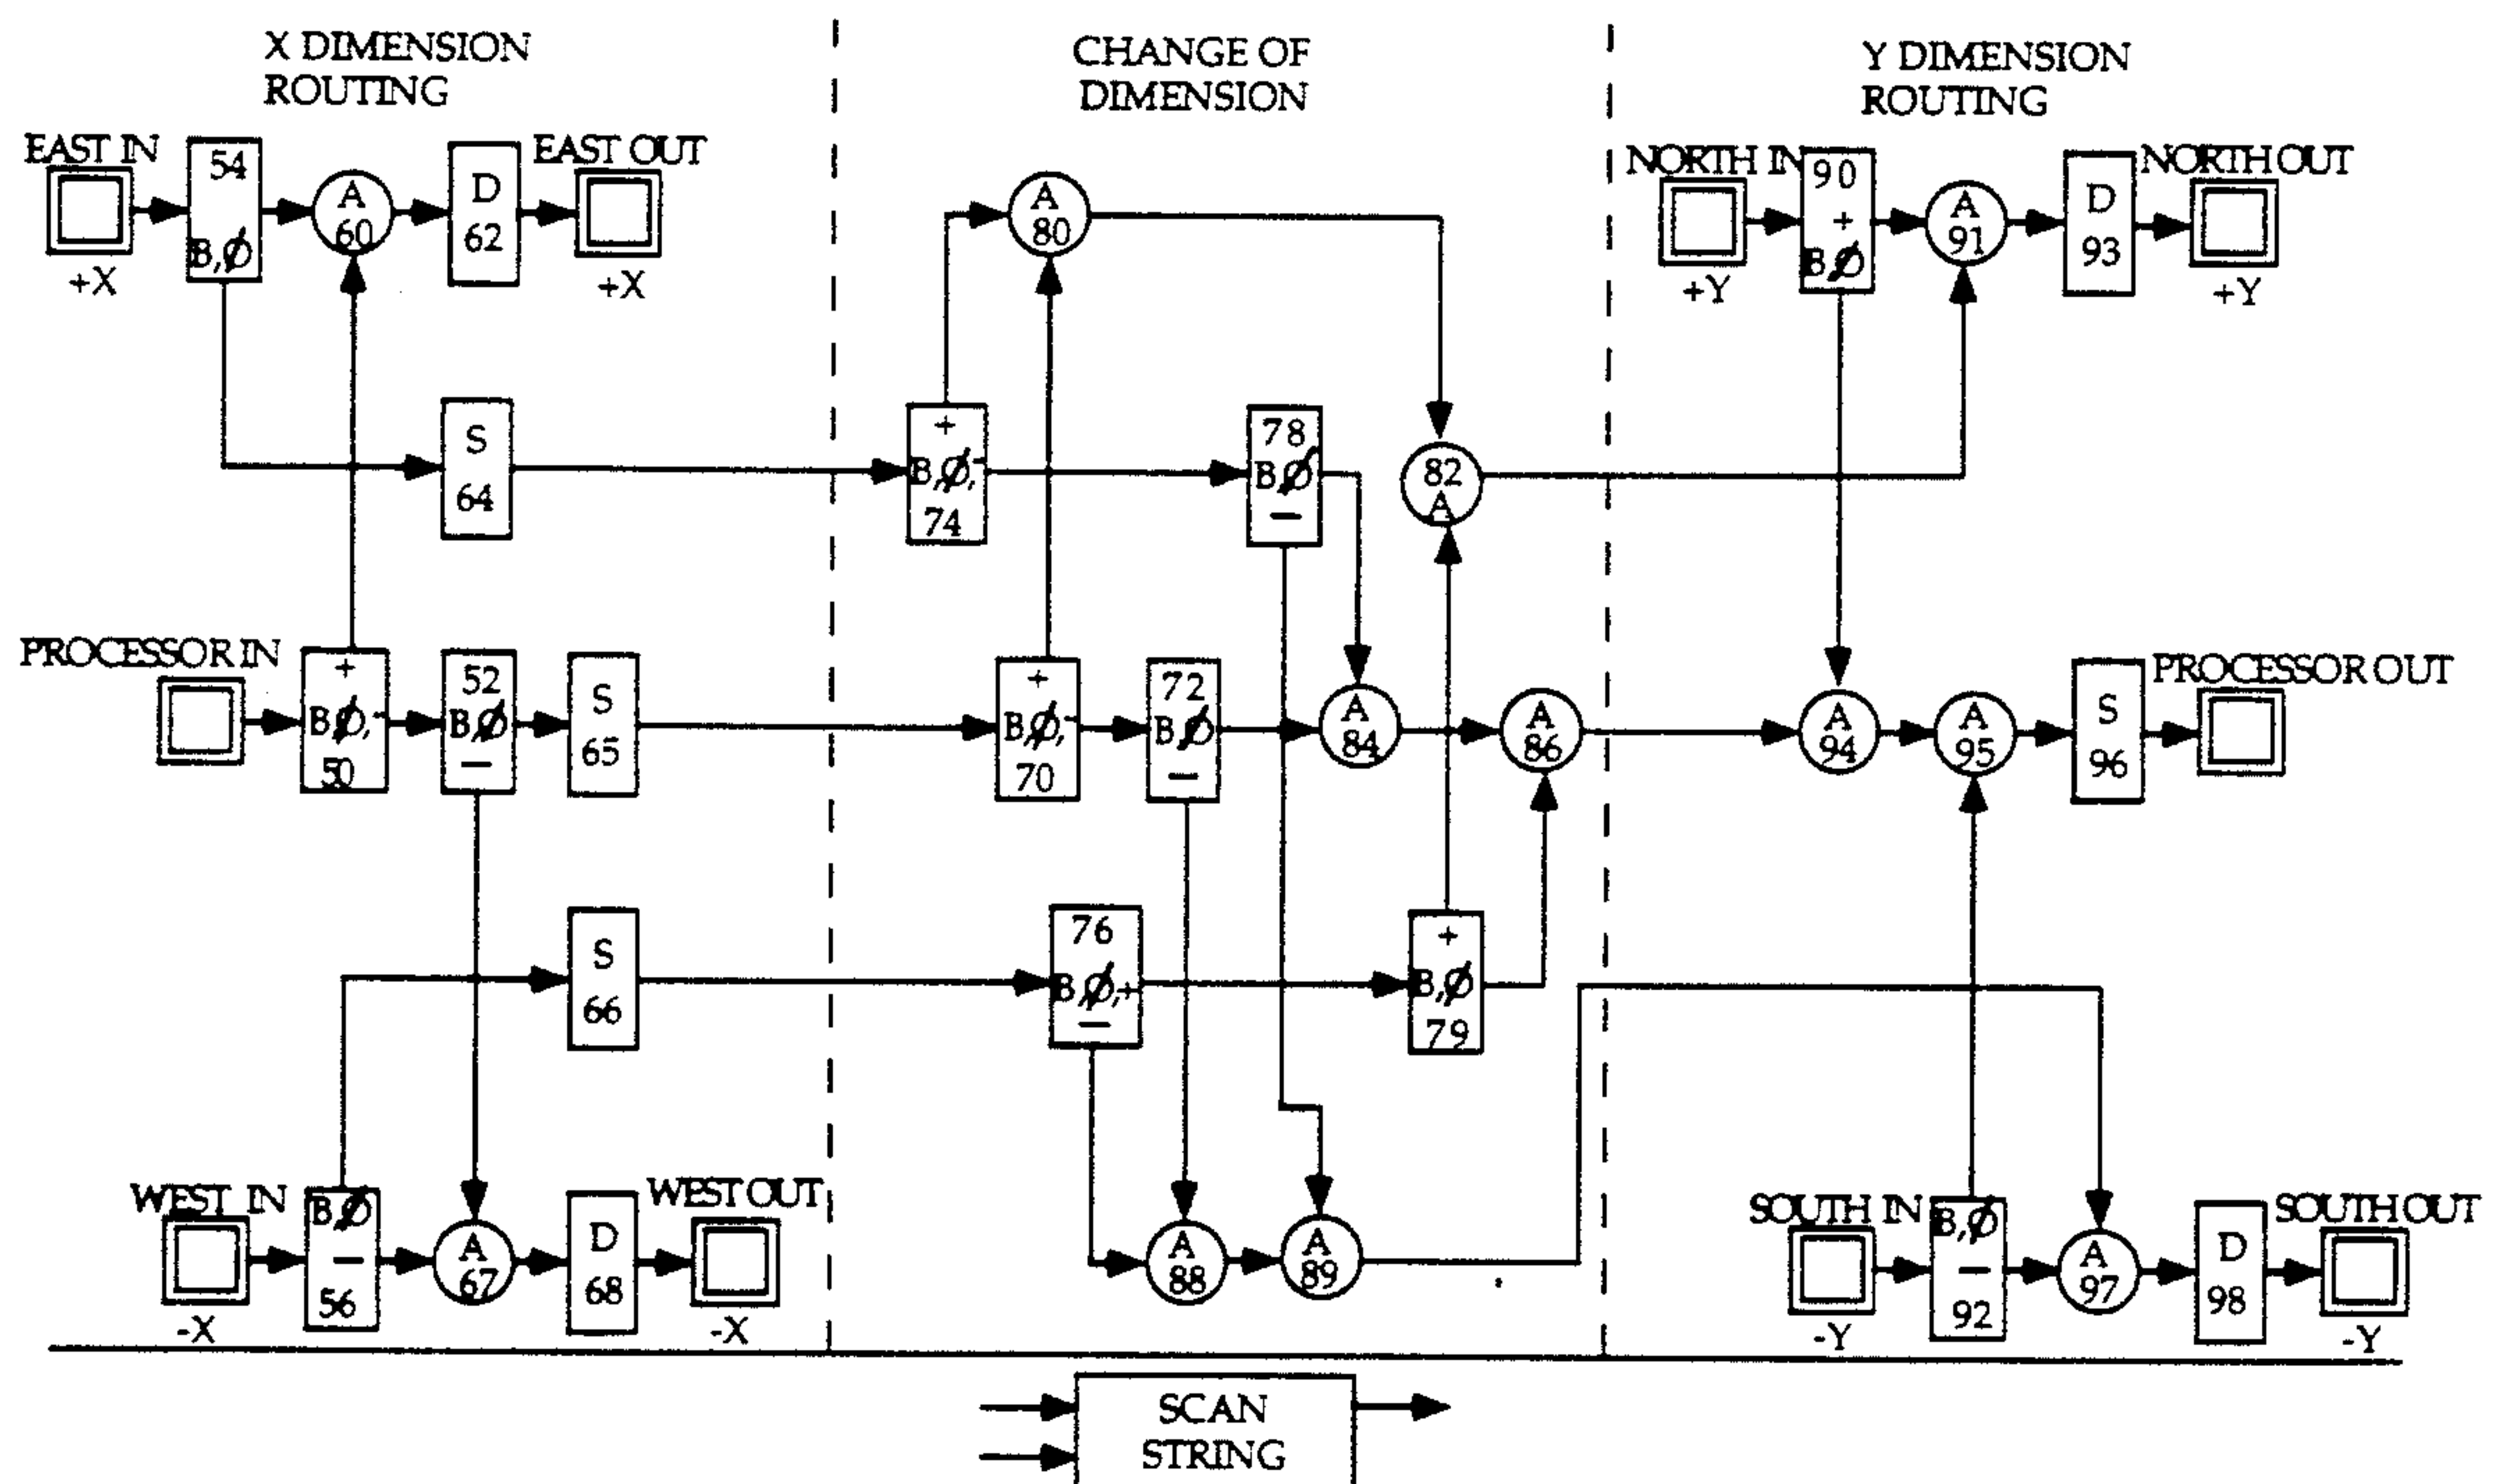 X DIMENSION
ROUTING
CHANGE OF
DIMENSION
Y DIMENSION
ROUTING
EAST IN
54
B,Ø
+X
A
60
D
62
EAST OUT
+X
A
80
NORTH IN
90
+
B,Ø
+Y
A
91
D
93
NORTH OUT
+Y
S
64
+
B,Ø,-
74
78
B,Ø
—
82
A
PROCESSOR IN
+
B,Ø,-
50
52
B,Ø
—
S
65
+
B,Ø,-
70
72
B,Ø
—
A
84
A
86
A
94
A
95
S
96
PROCESSOR OUT
S
66
76
B,Ø,+
—
+
B,Ø
79
WEST IN
B,Ø
—
56
-X
A
67
D
68
WEST OUT
-X
A
88
A
89
SOUTH IN
B,Ø
—
92
-Y
A
97
D
98
SOUTH OUT
-Y
SCAN
STRING